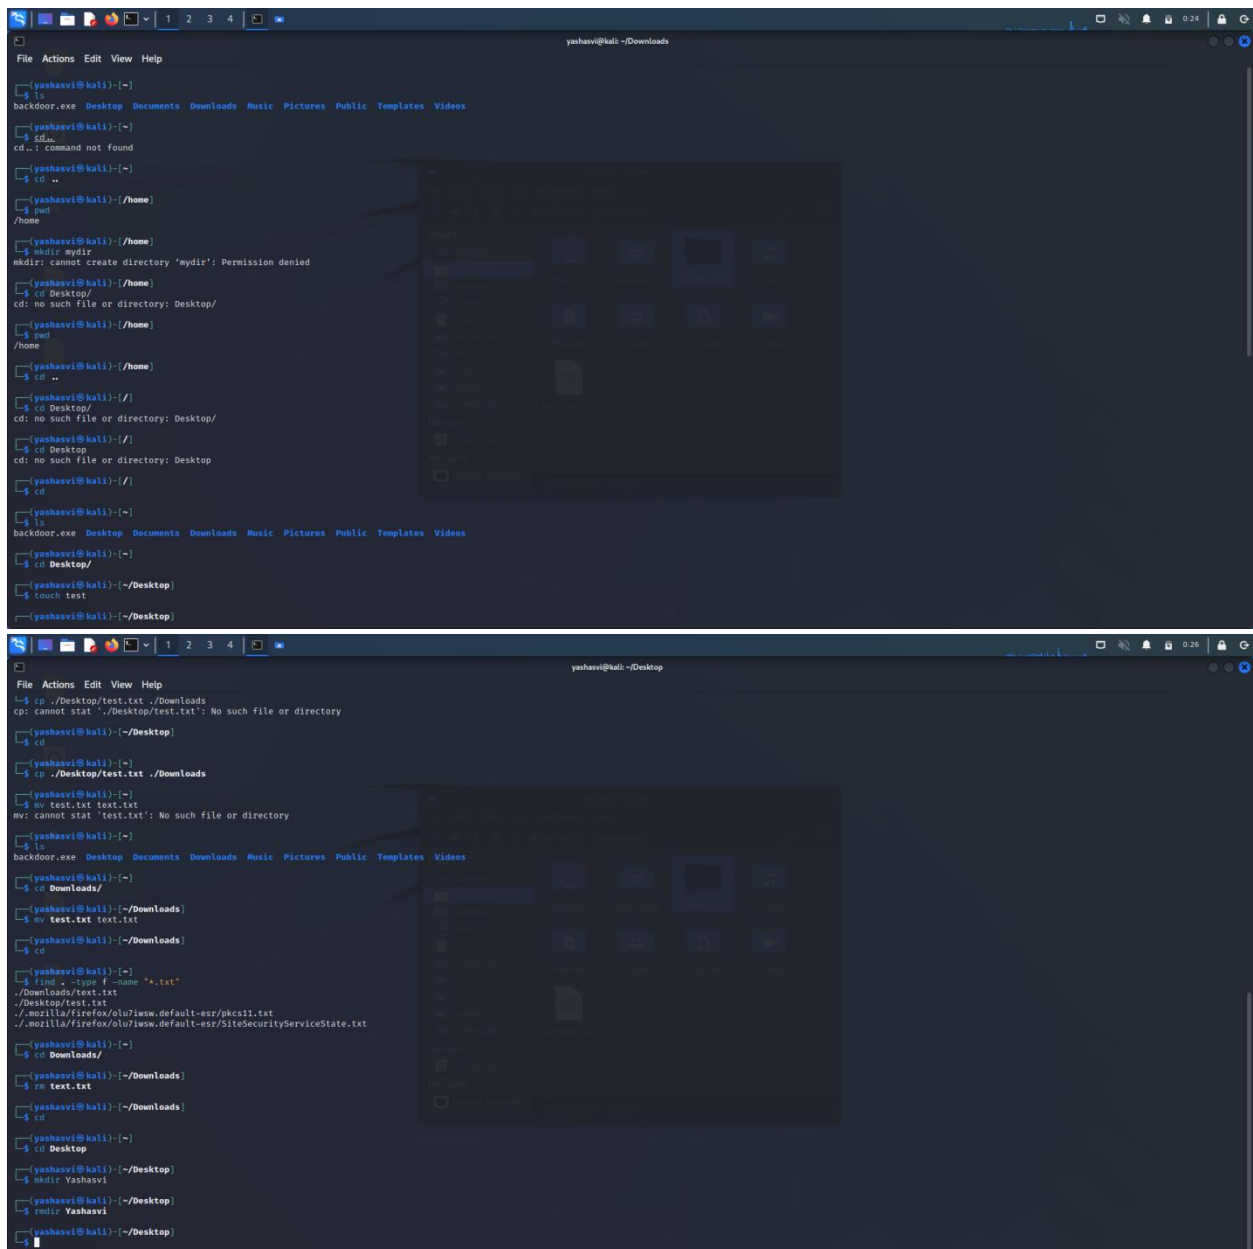 1 2 3 4
0:24
yashasvi@kali: ~/Downloads
File Actions Edit View Help
┌──(yashasvi㉿kali)-[~]
└─$ ls
backdoor.exe Desktop Documents Downloads Music Pictures Public Templates Videos
┌──(yashasvi㉿kali)-[~]
└─$ cd..
cd..: command not found
┌──(yashasvi㉿kali)-[~]
└─$ cd ..
┌──(yashasvi㉿kali)-[/home]
└─$ pwd
/home
┌──(yashasvi㉿kali)-[/home]
└─$ mkdir mydir
mkdir: cannot create directory ‘mydir’: Permission denied
┌──(yashasvi㉿kali)-[/home]
└─$ cd Desktop/
cd: no such file or directory: Desktop/
┌──(yashasvi㉿kali)-[/home]
└─$ pwd
/home
┌──(yashasvi㉿kali)-[/home]
└─$ cd ..
┌──(yashasvi㉿kali)-[/]
└─$ cd Desktop/
cd: no such file or directory: Desktop/
┌──(yashasvi㉿kali)-[/]
└─$ cd Desktop
cd: no such file or directory: Desktop
┌──(yashasvi㉿kali)-[/]
└─$ cd
┌──(yashasvi㉿kali)-[~]
└─$ ls
backdoor.exe Desktop Documents Downloads Music Pictures Public Templates Videos
┌──(yashasvi㉿kali)-[~]
└─$ cd Desktop/
┌──(yashasvi㉿kali)-[~/Desktop]
└─$ touch test
┌──(yashasvi㉿kali)-[~/Desktop]
1 2 3 4
0:26
yashasvi@kali: ~/Desktop
File Actions Edit View Help
└─$ cp ./Desktop/test.txt ./Downloads
cp: cannot stat './Desktop/test.txt': No such file or directory
┌──(yashasvi㉿kali)-[~/Desktop]
└─$ cd
┌──(yashasvi㉿kali)-[~]
└─$ cp ./Desktop/test.txt ./Downloads
┌──(yashasvi㉿kali)-[~]
└─$ mv test.txt text.txt
mv: cannot stat 'test.txt': No such file or directory
┌──(yashasvi㉿kali)-[~]
└─$ ls
backdoor.exe Desktop Documents Downloads Music Pictures Public Templates Videos
┌──(yashasvi㉿kali)-[~]
└─$ cd Downloads/
┌──(yashasvi㉿kali)-[~/Downloads]
└─$ mv test.txt text.txt
┌──(yashasvi㉿kali)-[~/Downloads]
└─$ cd
┌──(yashasvi㉿kali)-[~]
└─$ find . -type f -name "*.txt"
./Downloads/text.txt
./Desktop/test.txt
./.mozilla/firefox/olu7iwsw.default-esr/pkcs11.txt
./.mozilla/firefox/olu7iwsw.default-esr/SiteSecurityServiceState.txt
┌──(yashasvi㉿kali)-[~]
└─$ cd Downloads/
┌──(yashasvi㉿kali)-[~/Downloads]
└─$ rm text.txt
┌──(yashasvi㉿kali)-[~/Downloads]
└─$ cd
┌──(yashasvi㉿kali)-[~]
└─$ cd Desktop
┌──(yashasvi㉿kali)-[~/Desktop]
└─$ mkdir Yashasvi
┌──(yashasvi㉿kali)-[~/Desktop]
└─$ rmdir Yashasvi
┌──(yashasvi㉿kali)-[~/Desktop]
└─$